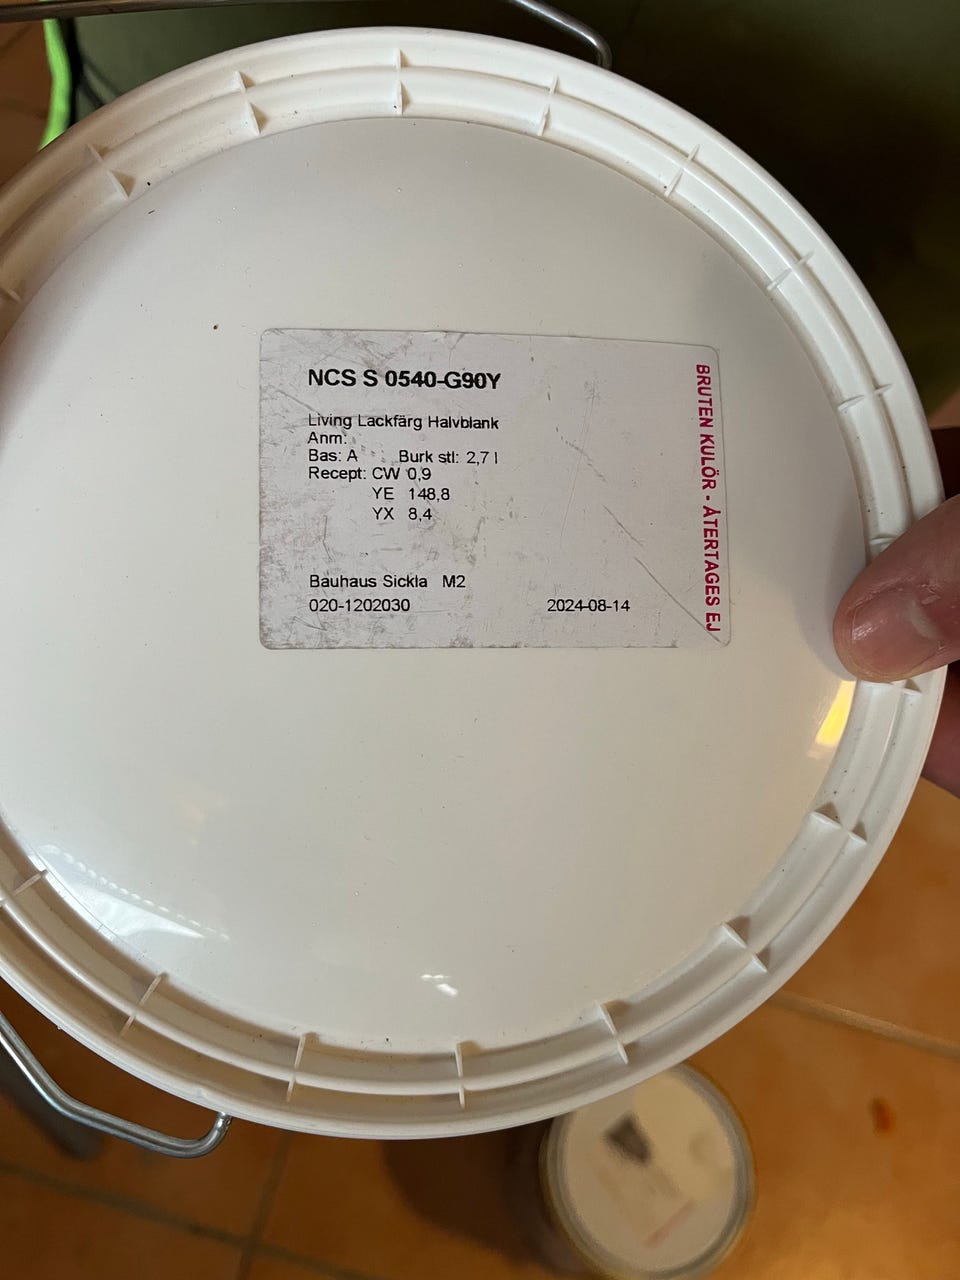 NCS S 0540-G90Y
Living Lackfärg Halvblank
Anm:
Bas: A Burk stl: 2,7 l
Recept: CW 0,9
YE 148,8
YX 8,4
Bauhaus Sickla M2
020-1202030 2024-08-14
BRUTEN KULÖR • ÅTERTAGES EJ